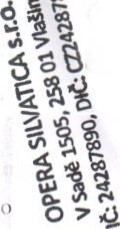 OPERA SILVATICA s.r.o.
V Sadě 1505, 258 01 Vlašim
IČ: 24287890, DIČ: CZ24287